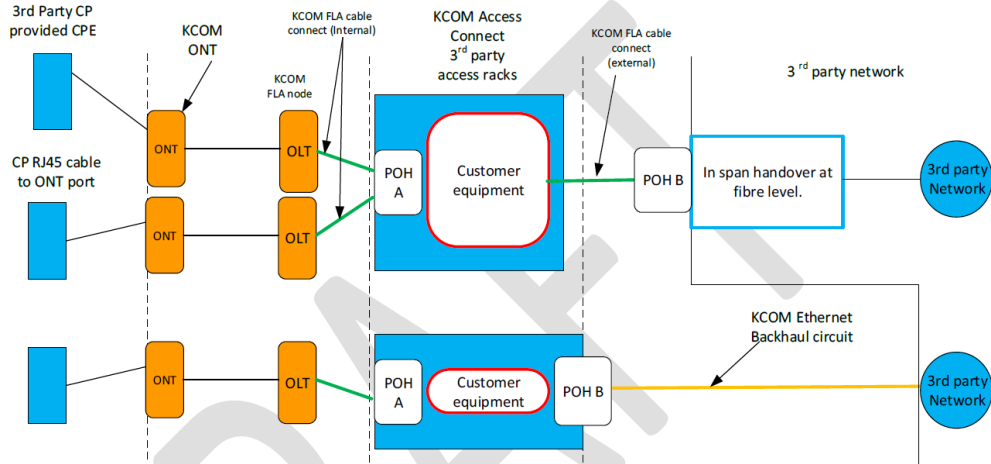 3rd Party CP
provided CPE
KCOM
ONT
KCOM FLA cable
connect (Internal)
KCOM Access
Connect
3rd party
access racks
KCOM FLA cable
connect
(external)
3 rd party network
KCOM
FLA node
ONT
OLT
POH
A
Customer
equipment
POH B
In span handover at
fibre level.
3rd party
Network
CP RJ45 cable
to ONT port
ONT
OLT
KCOM Ethernet
Backhaul circuit
ONT
OLT
POH
A
Customer
equipment
POH B
3rd party
Network
DRAFT